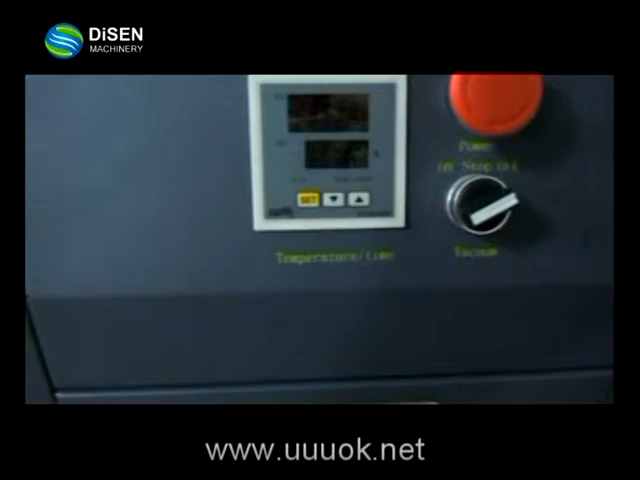 DiSEN
MACHINERY
Power
ON Stop OFF
SET
Temperature/time
Vacuum
www.uuuok.net